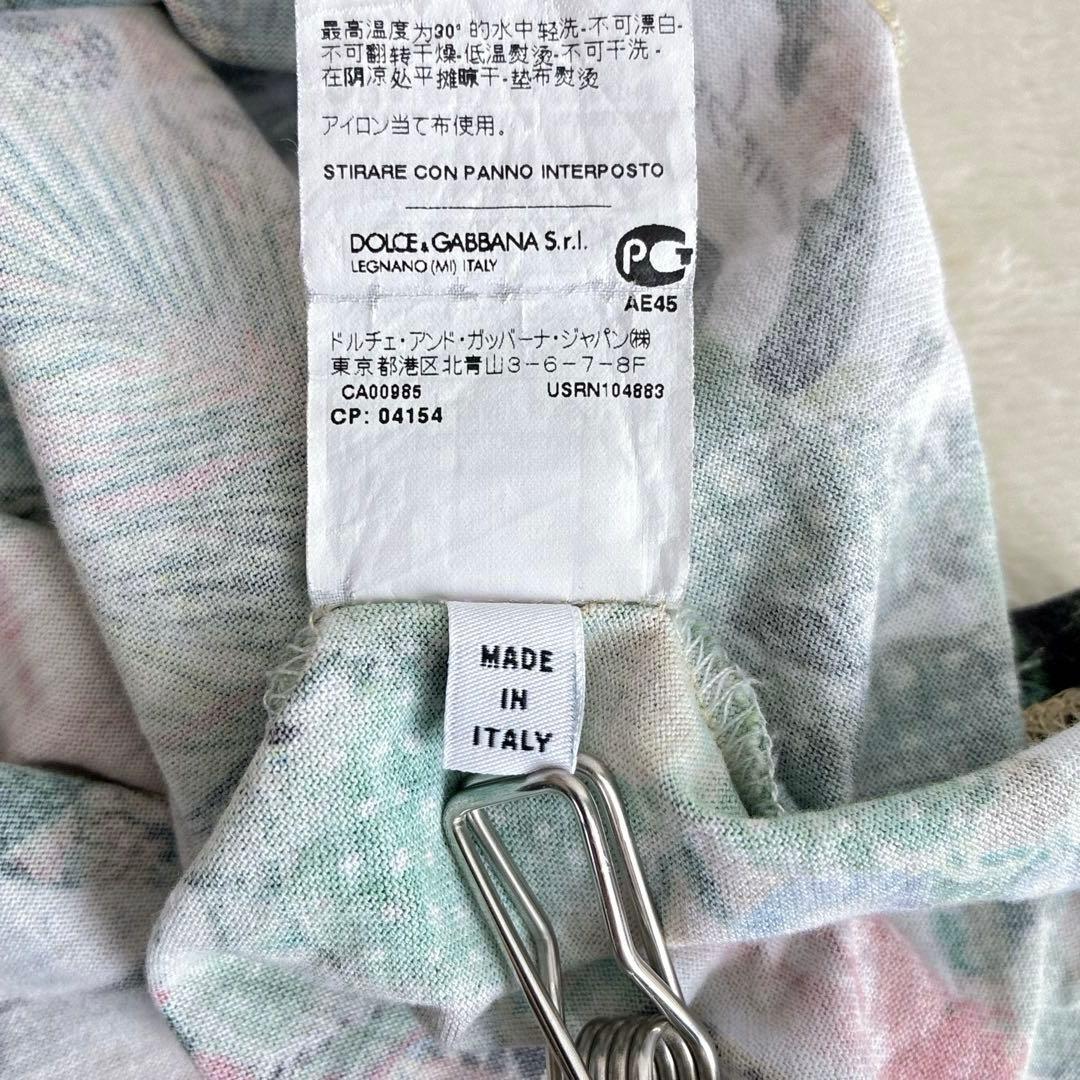 最高温度为30°的水中轻洗-不可漂白-
不可翻转干燥-低温熨烫-不可干洗-
在阴凉处平摊晾干-垫布熨烫
アイロン当て布使用。
STIRARE CON PANNO INTERPOSTO
DOLCE & GABBANA S.r.l.
LEGNANO (MI) ITALY
PG
AE45
ドルチェ・アンド・ガッバーナ・ジャパン㈱
東京都港区北青山3-6-7-8F
CA00985 USRN104883
CP: 04154
MADE
IN
ITALY